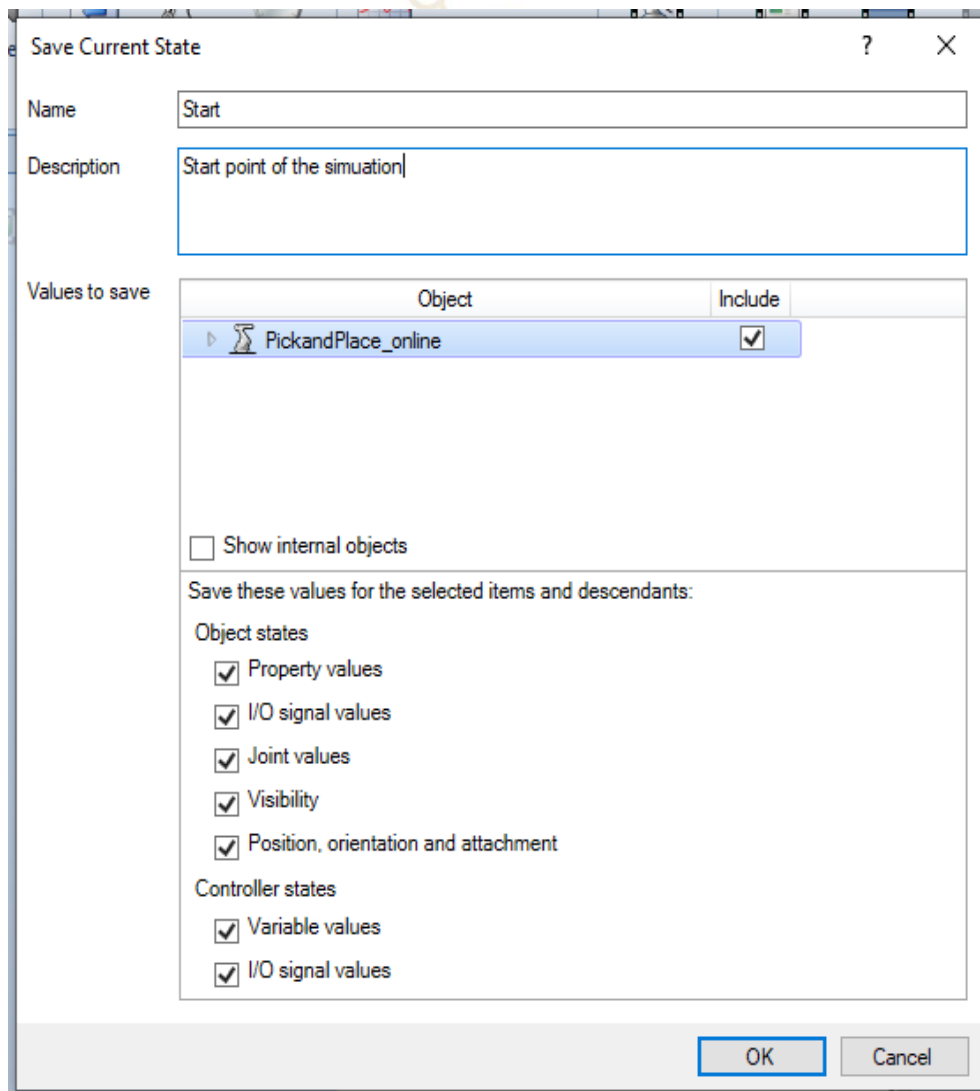 Save Current State ? X
Name Start
Description Start point of the simuation
Values to save Object Include
PickandPlace_online
Show internal objects
Save these values for the selected items and descendants:
Object states
Property values
I/O signal values
Joint values
Visibility
Position, orientation and attachment
Controller states
Variable values
I/O signal values
OK Cancel